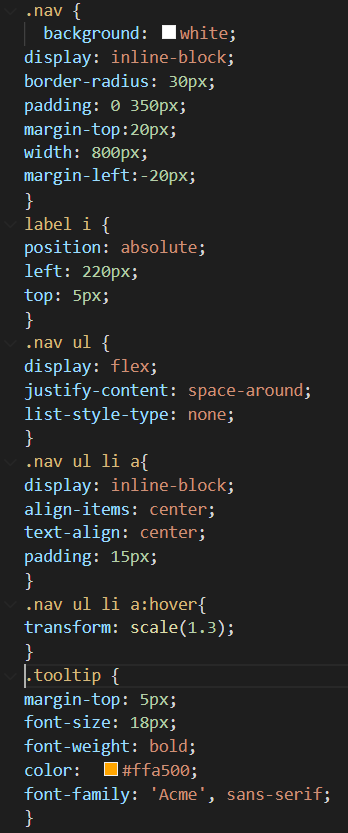 .nav {
background: white;
display: inline-block;
border-radius: 30px;
padding: 0 350px;
margin-top:20px;
width: 800px;
margin-left:-20px;
}
label i {
position: absolute;
left: 220px;
top: 5px;
}
.nav ul {
display: flex;
justify-content: space-around;
list-style-type: none;
}
.nav ul li a{
display: inline-block;
align-items: center;
text-align: center;
padding: 15px;
}
.nav ul li a:hover{
transform: scale(1.3);
}
.tooltip {
margin-top: 5px;
font-size: 18px;
font-weight: bold;
color: #ffa500;
font-family: 'Acme', sans-serif;
}